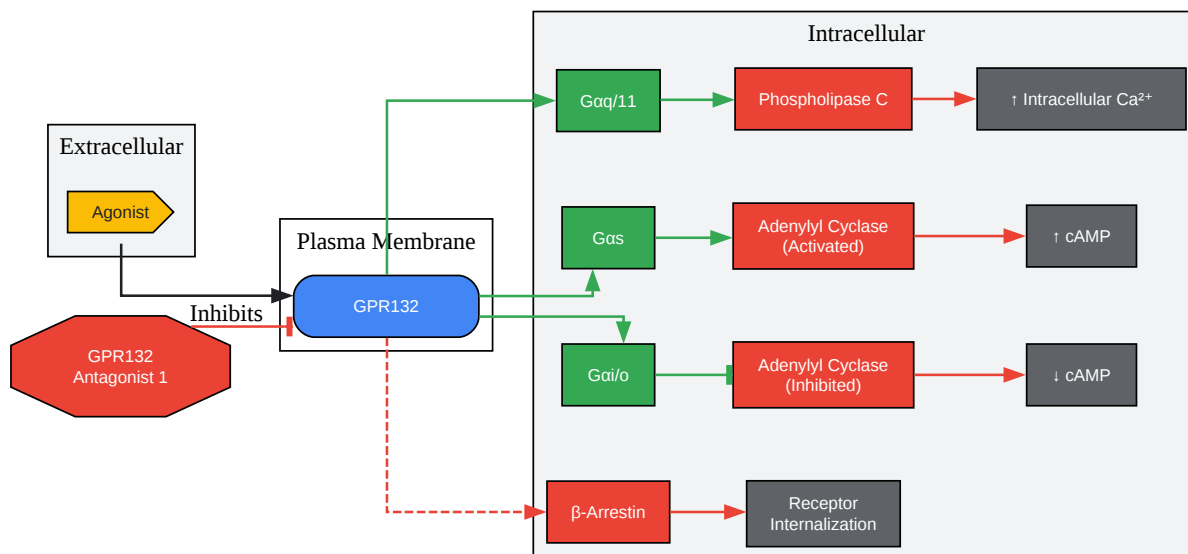 Intracellular
Gαq/11
Phospholipase C
↑ Intracellular Ca²⁺
Extracellular
Agonist
Plasma Membrane
GPR132
Inhibits
GPR132
Antagonist 1
Gαs
Adenylyl Cyclase
(Activated)
↑ cAMP
Gαi/o
Adenylyl Cyclase
(Inhibited)
↓ cAMP
β-Arrestin
Receptor
Internalization